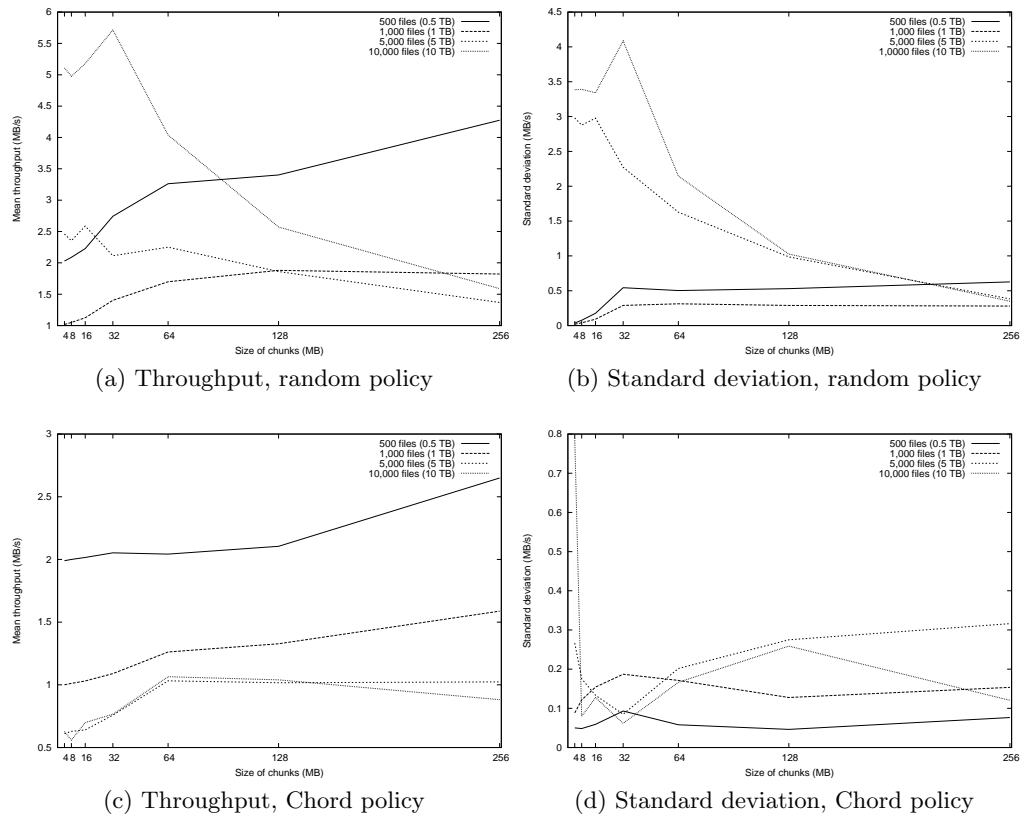 6
5.5
5
4.5
4
3.5
3
2.5
2
1.5
1
Mean throughput (MB/s)
500 files (0.5 TB)
1,000 files (1 TB)
5,000 files (5 TB)
10,000 files (10 TB)
4 8 16 32 64 128 256
Size of chunks (MB)
(a) Throughput, random policy
4.5
4
3.5
3
2.5
2
1.5
1
0.5
0
Standard deviation (MB/s)
500 files (0.5 TB)
1,000 files (1 TB)
5,000 files (5 TB)
1,0000 files (10 TB)
4 8 16 32 64 128 256
Size of chunks (MB)
(b) Standard deviation, random policy
3
2.5
2
1.5
1
0.5
Mean throughput (MB/s)
500 files (0.5 TB)
1,000 files (1 TB)
5,000 files (5 TB)
10,000 files (10 TB)
4 8 16 32 64 128 256
Size of chunks (MB)
(c) Throughput, Chord policy
0.8
0.7
0.6
0.5
0.4
0.3
0.2
0.1
0
Standard deviation (MB/s)
500 files (0.5 TB)
1,000 files (1 TB)
5,000 files (5 TB)
10,000 files (10 TB)
4 8 16 32 64 128 256
Size of chunks (MB)
(d) Standard deviation, Chord policy